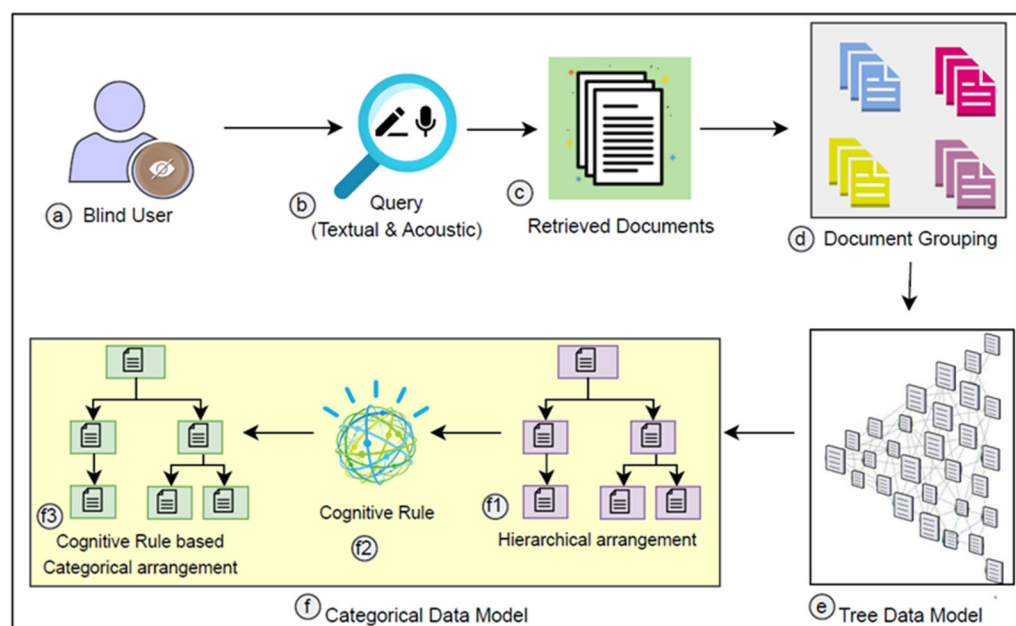 a Blind User
b Query
(Textual & Acoustic)
c Retrieved Documents
d Document Grouping
e Tree Data Model
f1 Hierarchical arrangement
f2 Cognitive Rule
f3 Cognitive Rule based
Categorical arrangement
f Categorical Data Model